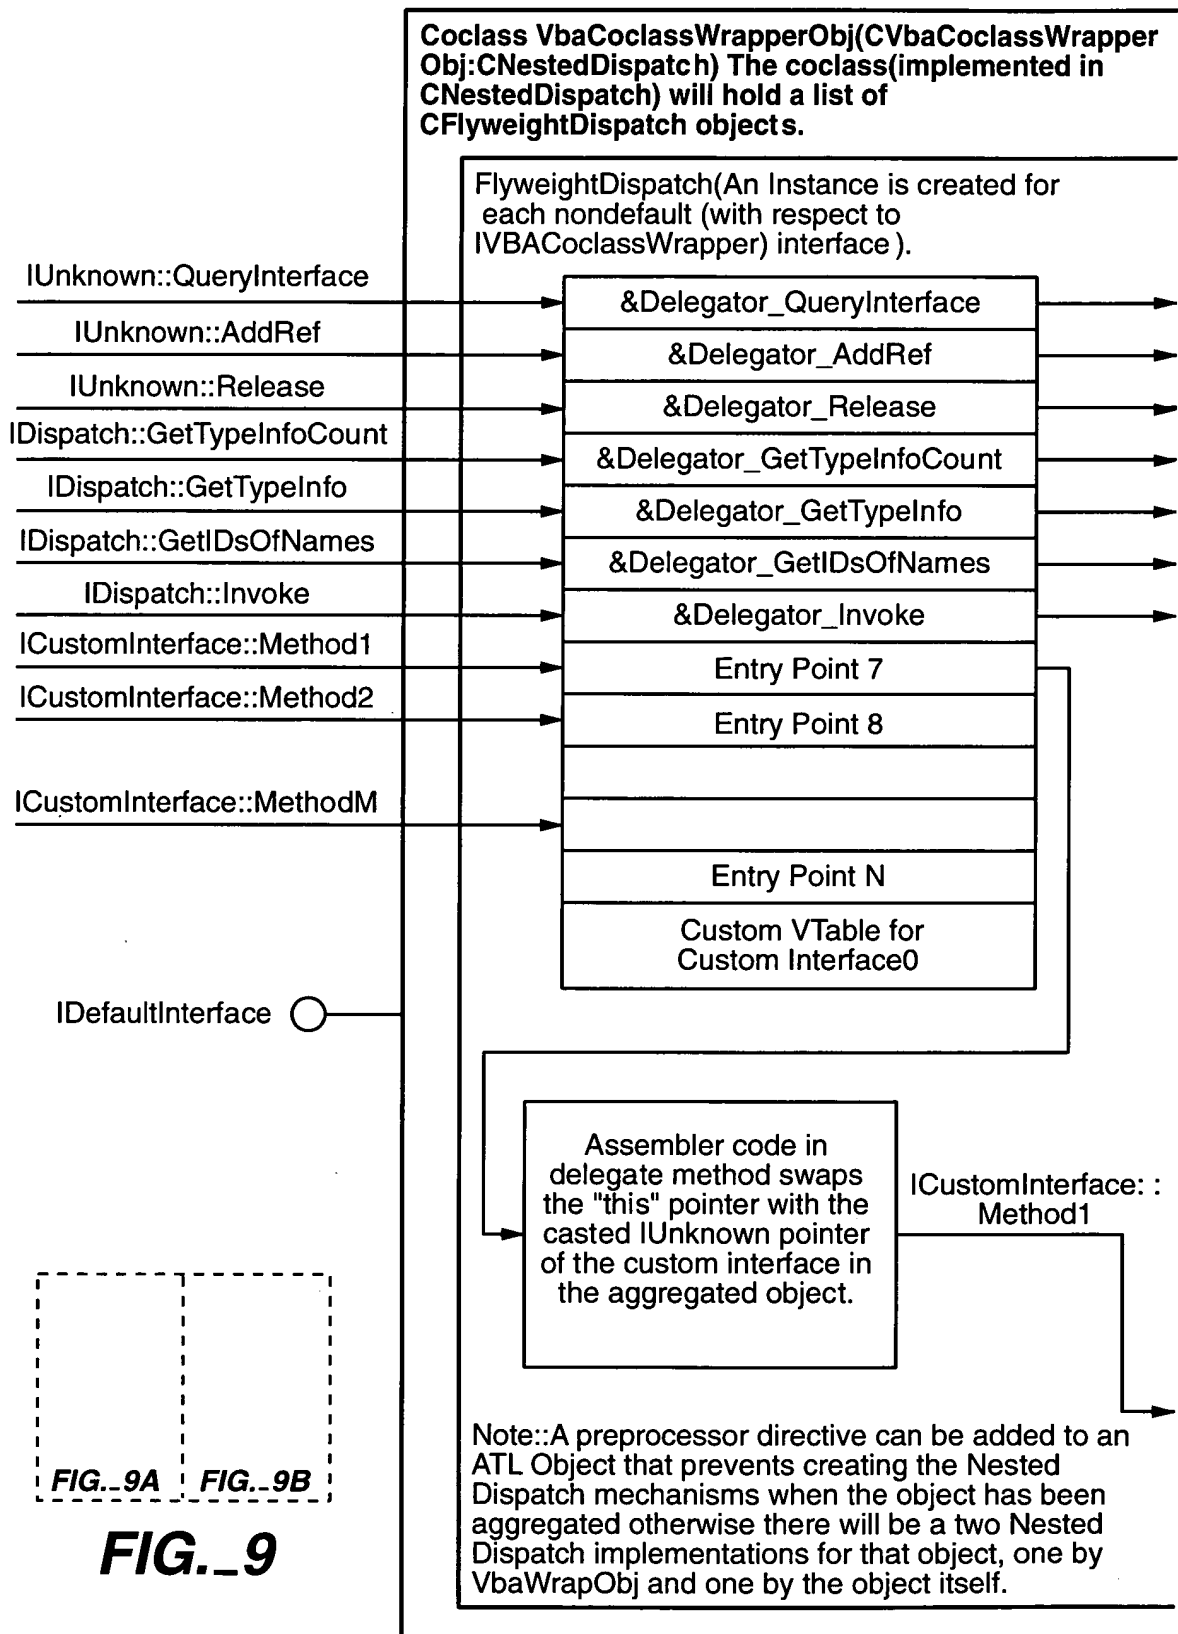 Coclass VbaCoclassWrapperObj(CVbaCoclassWrapper
Obj:CNestedDispatch) The coclass(implemented in
CNestedDispatch) will hold a list of
CFlyweightDispatch objects.
FlyweightDispatch(An Instance is created for
each nondefault (with respect to
IVBACoclassWrapper) interface).
IUnknown::QueryInterface
&Delegator_QueryInterface
IUnknown::AddRef
&Delegator_AddRef
IUnknown::Release
&Delegator_Release
IDispatch::GetTypeInfoCount
&Delegator_GetTypeInfoCount
IDispatch::GetTypeInfo
&Delegator_GetTypeInfo
IDispatch::GetIDsOfNames
&Delegator_GetIDsOfNames
IDispatch::Invoke
&Delegator_Invoke
ICustomInterface::Method1
Entry Point 7
ICustomInterface::Method2
Entry Point 8
ICustomInterface::MethodM
Entry Point N
Custom VTable for
Custom Interface0
IDefaultInterface
Assembler code in
delegate method swaps
the "this" pointer with the
casted IUnknown pointer
of the custom interface in
the aggregated object.
ICustomInterface: :
Method1
Note::A preprocessor directive can be added to an
ATL Object that prevents creating the Nested
Dispatch mechanisms when the object has been
aggregated otherwise there will be a two Nested
Dispatch implementations for that object, one by
VbaWrapObj and one by the object itself.
FIG._9A
FIG._9B
FIG._9